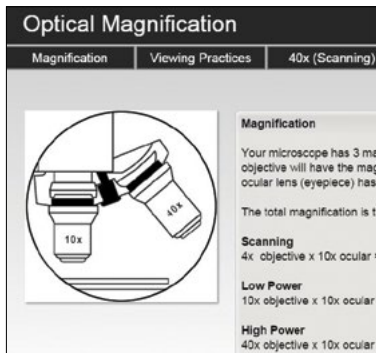 Optical Magnification
Magnification
Viewing Practices
40x (Scanning)
10x
40x
Magnification
Your microscope has 3 ma
objective will have the mag
ocular lens (eyepiece) has
The total magnification is t
Scanning
4x objective x 10x ocular =
Low Power
10x objective x 10x ocular
High Power
40x objective x 10x ocular